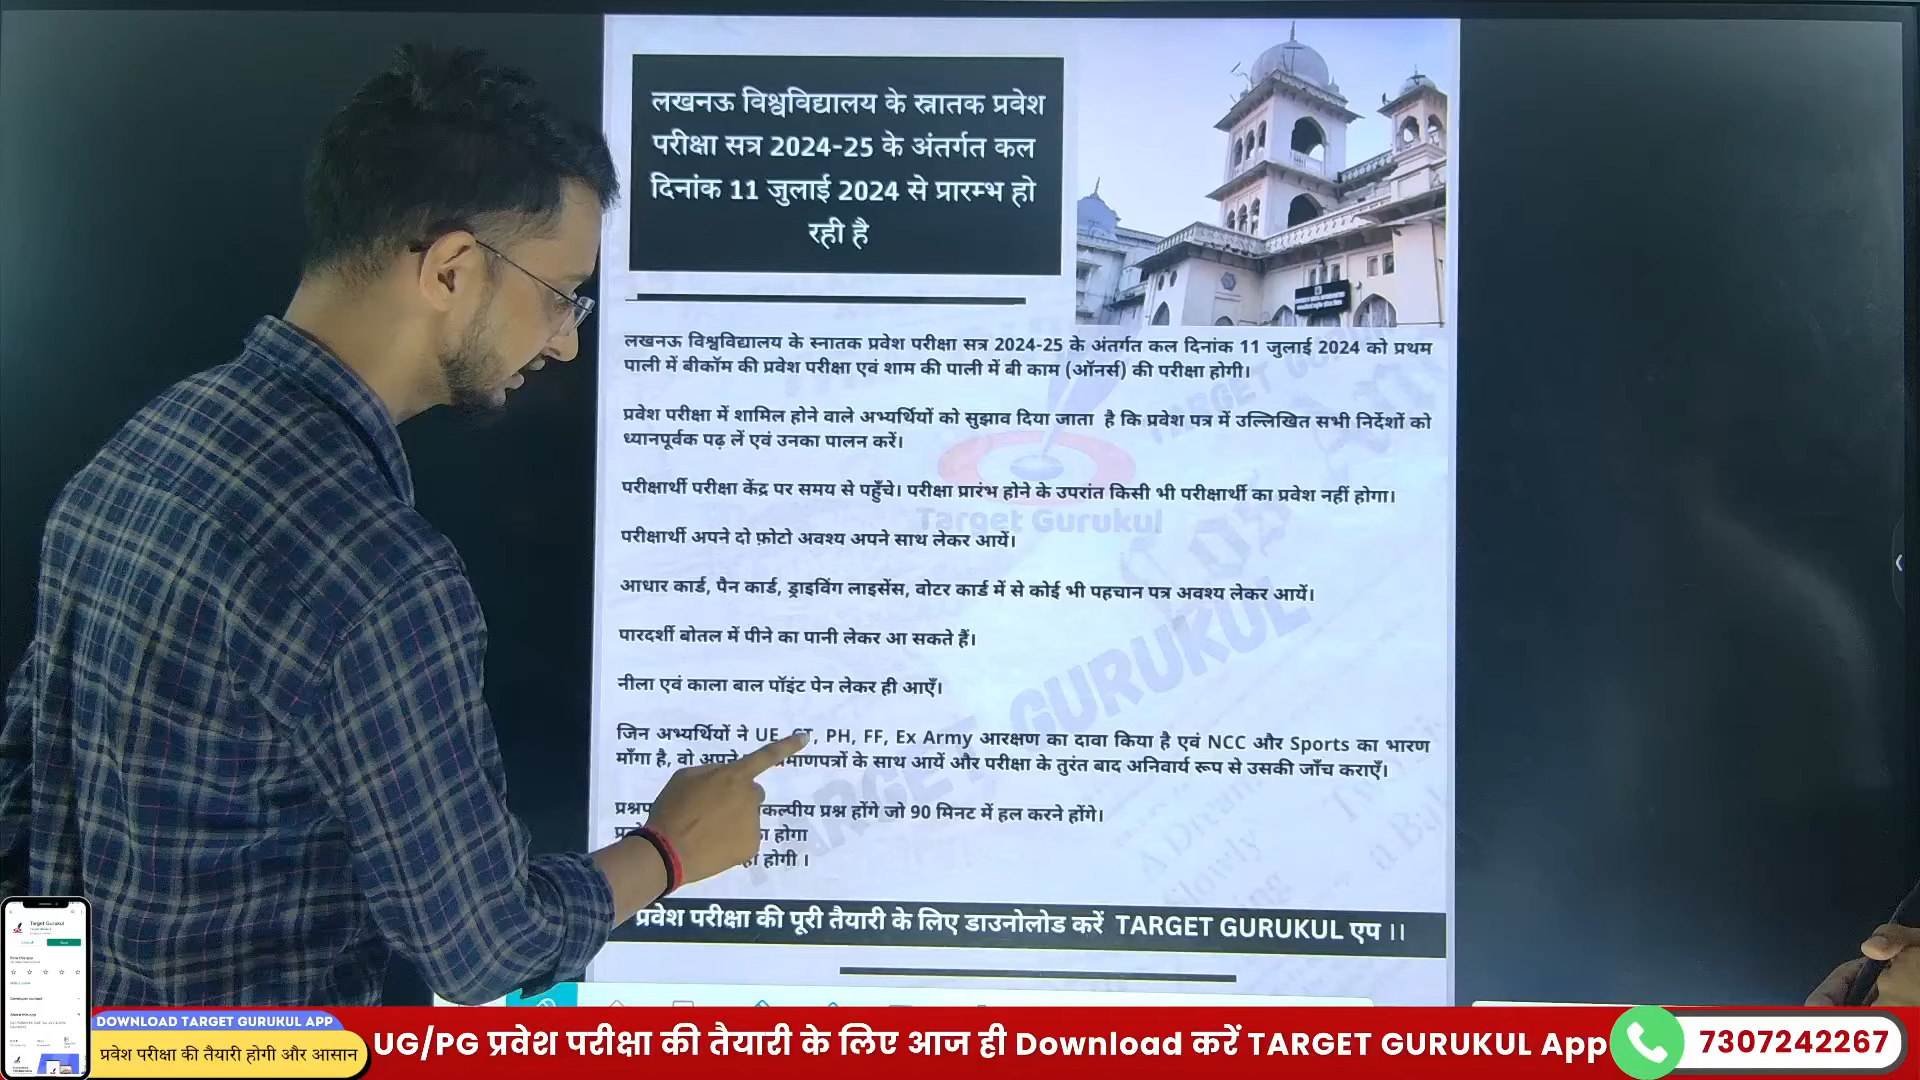 लखनऊ विश्वविद्यालय के स्नातक प्रवेश
परीक्षा सत्र 2024-25 के अंतर्गत कल
दिनांक 11 जुलाई 2024 से प्रारम्भ हो
रही है
लखनऊ विश्वविद्यालय के स्नातक प्रवेश परीक्षा सत्र 2024-25 के अंतर्गत कल दिनांक 11 जुलाई 2024 को प्रथम
पाली में बीकॉम की प्रवेश परीक्षा एवं शाम की पाली में बी काम (ऑनर्स) की परीक्षा होगी।
प्रवेश परीक्षा में शामिल होने वाले अभ्यर्थियों को सुझाव दिया जाता है कि प्रवेश पत्र में उल्लिखित सभी निर्देशों को
ध्यानपूर्वक पढ़ लें एवं उनका पालन करें।
परीक्षार्थी परीक्षा केंद्र पर समय से पहुँचे। परीक्षा प्रारंभ होने के उपरांत किसी भी परीक्षार्थी का प्रवेश नहीं होगा।
Target Gurukul
परीक्षार्थी अपने दो फ़ोटो अवश्य अपने साथ लेकर आयें।
आधार कार्ड, पैन कार्ड, ड्राइविंग लाइसेंस, वोटर कार्ड में से कोई भी पहचान पत्र अवश्य लेकर आयें।
पारदर्शी बोतल में पीने का पानी लेकर आ सकते हैं।
नीला एवं काला बाल पॉइंट पेन लेकर ही आएँ।
TARGET GURUKUL
जिन अभ्यर्थियों ने UE, PH, FF, Ex Army आरक्षण का दावा किया है एवं NCC और Sports का भारण
माँगा है, वो अपने के साथ आयें और परीक्षा के तुरंत बाद अनिवार्य रूप से उसकी जाँच कराएँ।
प्रश्न होंगे जो 90 मिनट में हल करने होंगे।
होगा
होगी ।
प्रवेश परीक्षा की पूरी तैयारी के लिए डाउनोलोड करें TARGET GURUKUL एप ।।
Target Gurukul
DOWNLOAD TARGET GURUKUL APP
प्रवेश परीक्षा की तैयारी होगी और आसान
UG/PG प्रवेश परीक्षा की तैयारी के लिए आज ही Download करें TARGET GURUKUL App
7307242267